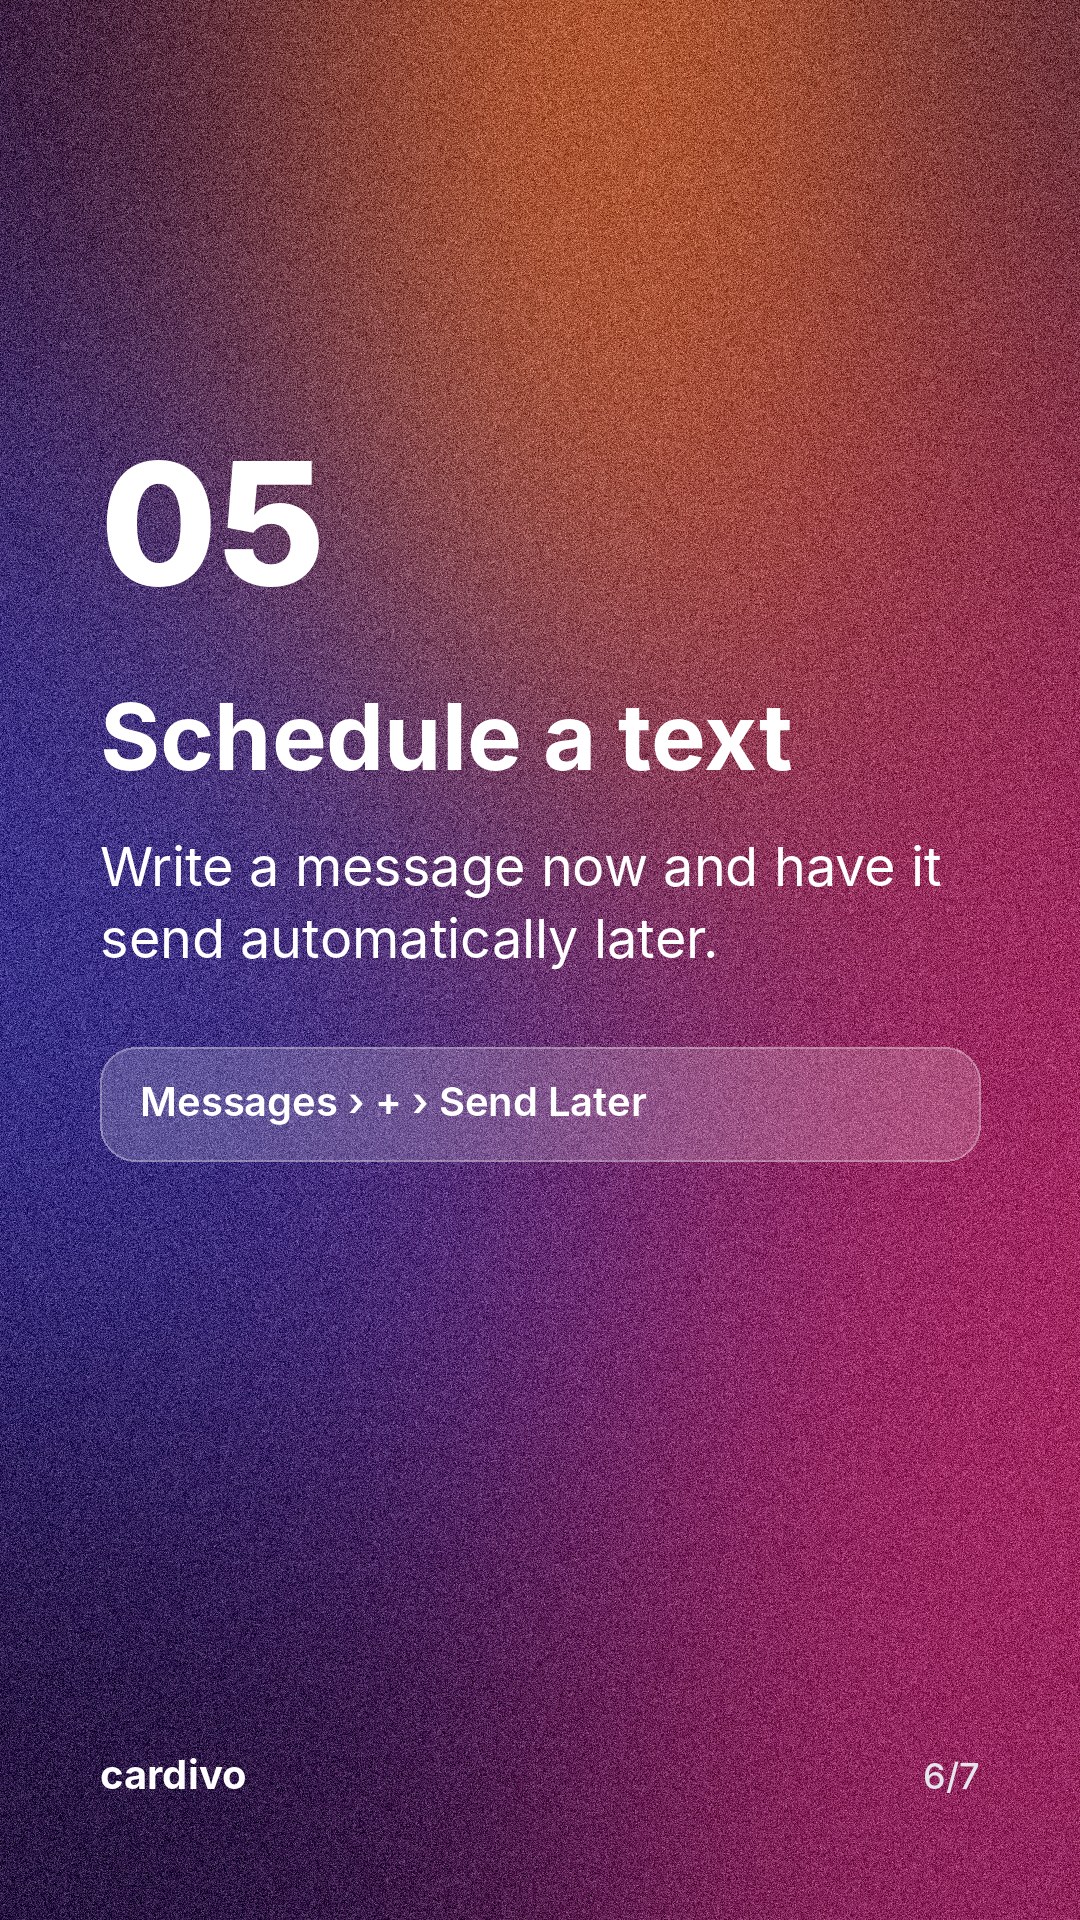 05
Schedule a text
Write a message now and have it
send automatically later.
Messages › + › Send Later
cardivo
6/7